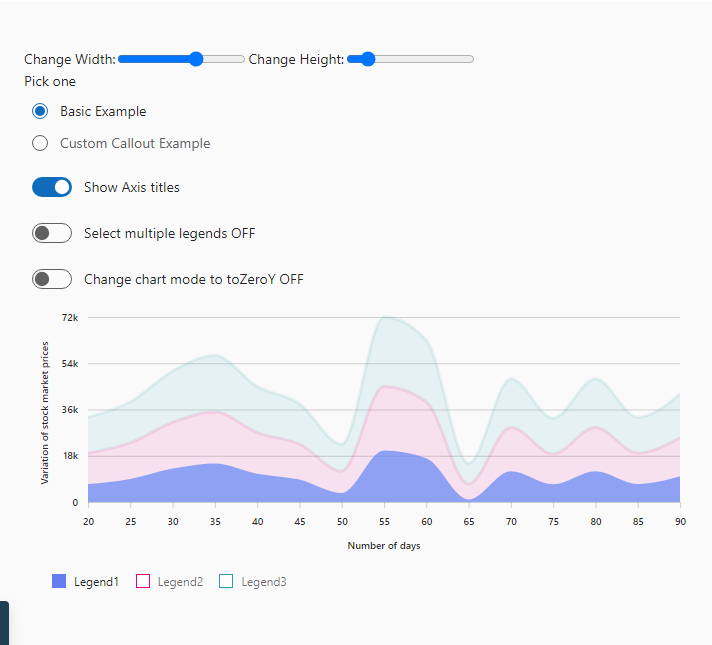 Change Width: Change Height:
Pick one
Basic Example
Custom Callout Example
Show Axis titles
Select multiple legends OFF
Change chart mode to toZeroY OFF
72k
54k
36k
18k
0
Variation of stock market prices
20 25 30 35 40 45 50 55 60 65 70 75 80 85 90
Number of days
Legend1 Legend2 Legend3